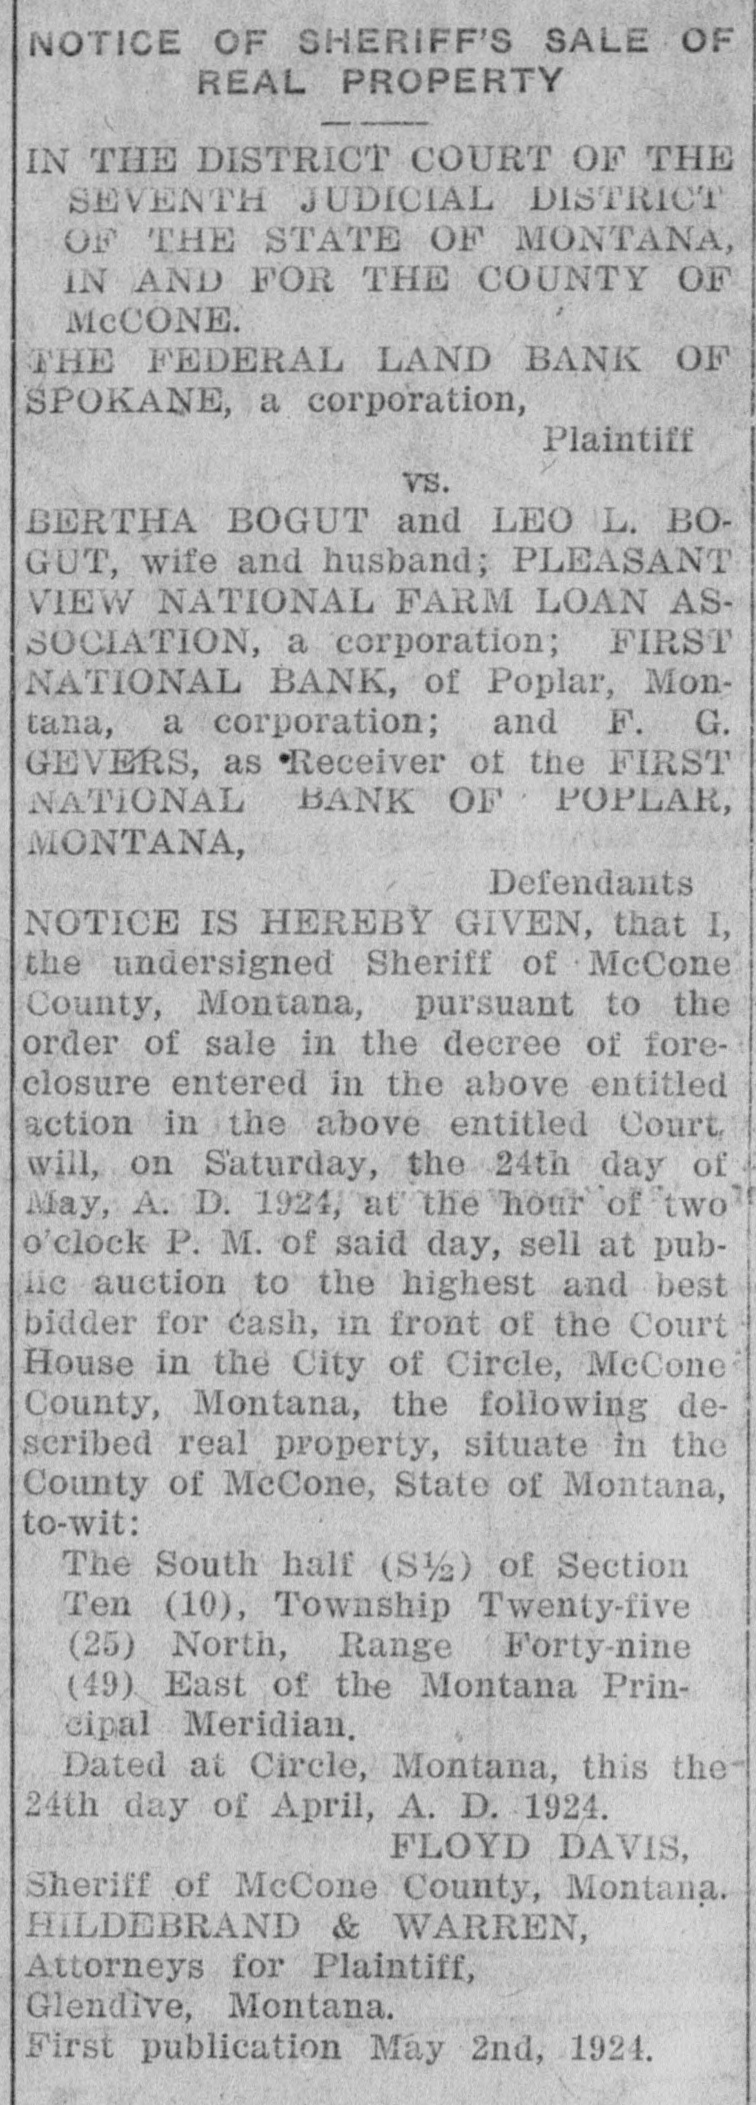 NOTICE OF SHERIFF'S SALE OF
REAL PROPERTY
IN THE DISTRICT COURT OF THE
SEVENTH JUDICIAL DISTRICT
OF THE STATE OF MONTANA,
IN AND FOR THE COUNTY OF
McCONE.
THE FEDERAL LAND BANK OF
SPOKANE, a corporation,
Plaintiff
vs.
BERTHA BOGUT and LEO L. BO-
GUT, wife and husband; PLEASANT
VIEW NATIONAL FARM LOAN AS-
SOCIATION, a corporation; FIRST
NATIONAL BANK, of Poplar, Mon-
tana, a corporation; and F. G.
GEVERS, as Receiver of the FIRST
NATIONAL BANK OF POPLAR,
MONTANA,
Defendants
NOTICE IS HEREBY GIVEN, that I,
the undersigned Sheriff of McCone
County, Montana, pursuant to the
order of sale in the decree of fore-
closure entered in the above entitled
action in the above entitled Court,
will, on Saturday, the 24th day of
May, A. D. 1924, at the hour of two
o'clock P. M. of said day, sell at pub-
lic auction to the highest and best
bidder for cash, in front of the Court
House in the City of Circle, McCone
County, Montana, the following de-
scribed real property, situate in the
County of McCone, State of Montana,
to-wit:
The South half (S½) of Section
Ten (10), Township Twenty-five
(25) North, Range Forty-nine
(49) East of the Montana Prin-
cipal Meridian.
Dated at Circle, Montana, this the
24th day of April, A. D. 1924.
FLOYD DAVIS,
Sheriff of McCone County, Montana.
HILDEBRAND & WARREN,
Attorneys for Plaintiff,
Glendive, Montana.
First publication May 2nd, 1924.